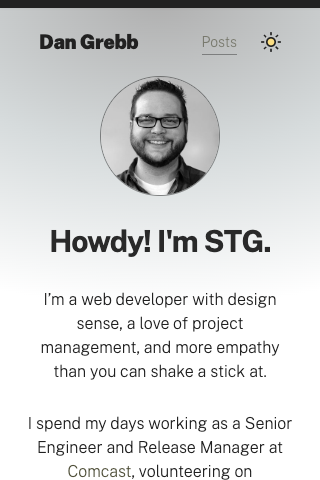 Dan Grebb
Posts
Howdy! I'm STG.
I’m a web developer with design
sense, a love of project
management, and more empathy
than you can shake a stick at.
I spend my days working as a Senior
Engineer and Release Manager at
Comcast, volunteering on